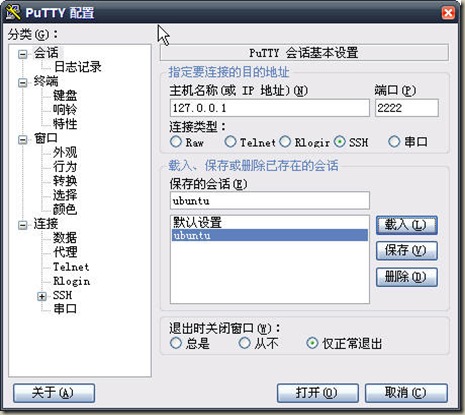 PuTTY 配置
分类(G):
会话
日志记录
终端
键盘
响铃
特性
窗口
外观
行为
转换
选择
颜色
连接
数据
代理
Telnet
Rlogin
SSH
串口
PuTTY 会话基本设置
指定要连接的目的地址
主机名称(或 IP 地址)(N) 端口(P)
127.0.0.1 2222
连接类型:
Raw Telnet Rlogin SSH 串口
载入、保存或删除已存在的会话
保存的会话(E)
ubuntu
默认设置
ubuntu
载入(L)
保存(V)
删除(D)
退出时关闭窗口(W):
总是 从不 仅正常退出
关于(A) 打开(O) 取消(C)